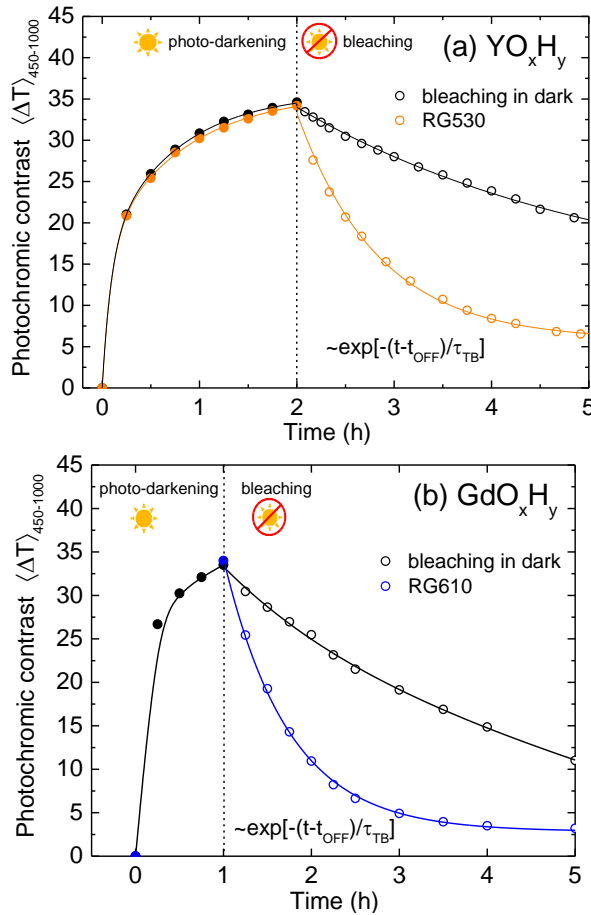 photo-darkening bleaching (a) YOxHy
bleaching in dark
RG530
Photochromic contrast ⟨ΔT⟩450-1000
45
40
35
30
25
20
15
10
5
0
~exp[-(t-tOFF)/τTB]
0 1 2 3 4 5
Time (h)
photo-darkening bleaching (b) GdOxHy
bleaching in dark
RG610
Photochromic contrast ⟨ΔT⟩450-1000
45
40
35
30
25
20
15
10
5
0
~exp[-(t-tOFF)/τTB]
0 1 2 3 4 5
Time (h)